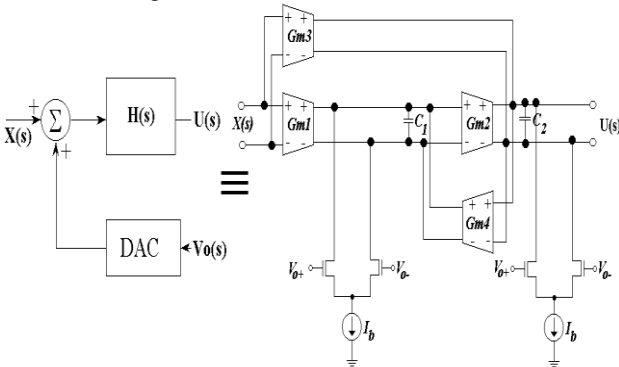 + + Gm3 - -
+ Σ + X(s)
H(s)
U(s)
DAC
Vo(s)
≡
X(s)
+ + Gm1 - -
C1
+ + Gm2 - -
C2
U(s)
+ + Gm4 - -
Vo+
Vo-
Vo+
Vo-
Ib
Ib